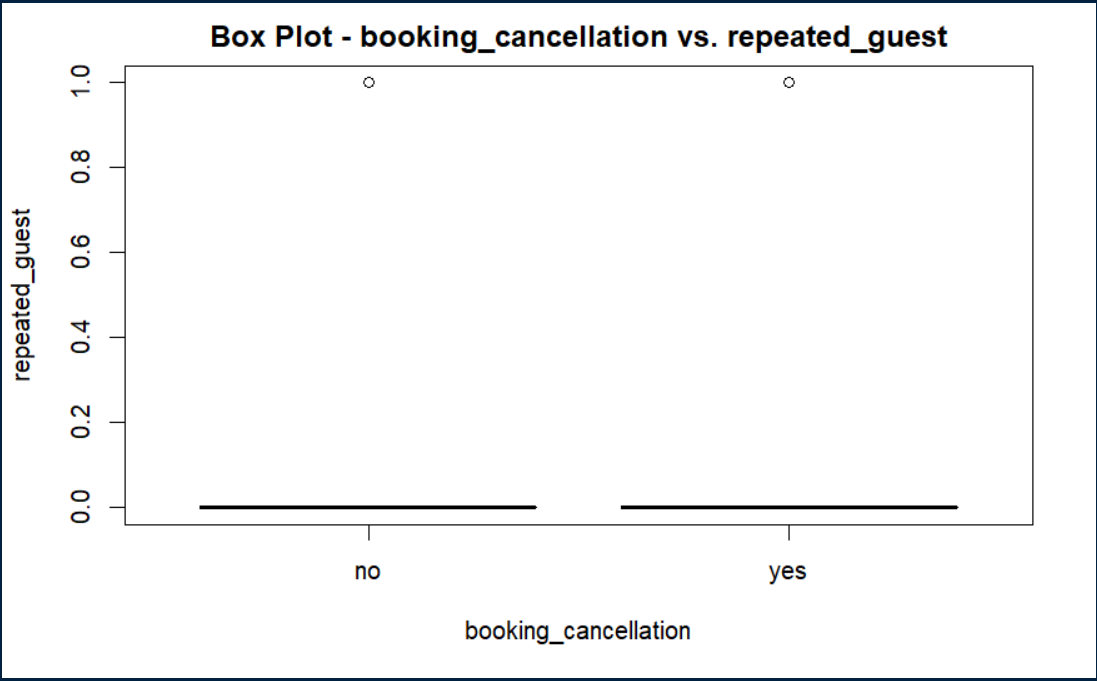 Box Plot - booking_cancellation vs. repeated_guest
repeated_guest
1.0
0.8
0.6
0.4
0.2
0.0
no yes
booking_cancellation